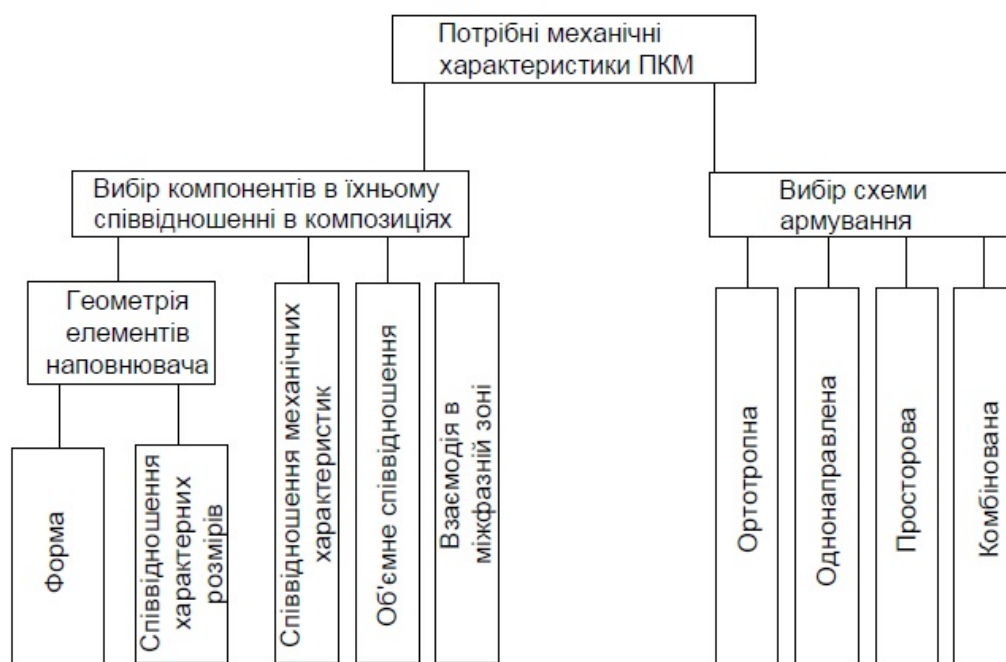 Потрібні механічні
характеристики ПКМ
Вибір компонентів в їхньому
співвідношенні в композиціях
Вибір схеми
армування
Геометрія
елементів
наповнювача
Форма
Співвідношення
характерних
розмірів
Співвідношення механічних
характеристик
Об'ємне співвідношення
Взаємодія в
міжфазній зоні
Ортотропна
Однонаправлена
Просторова
Комбінована